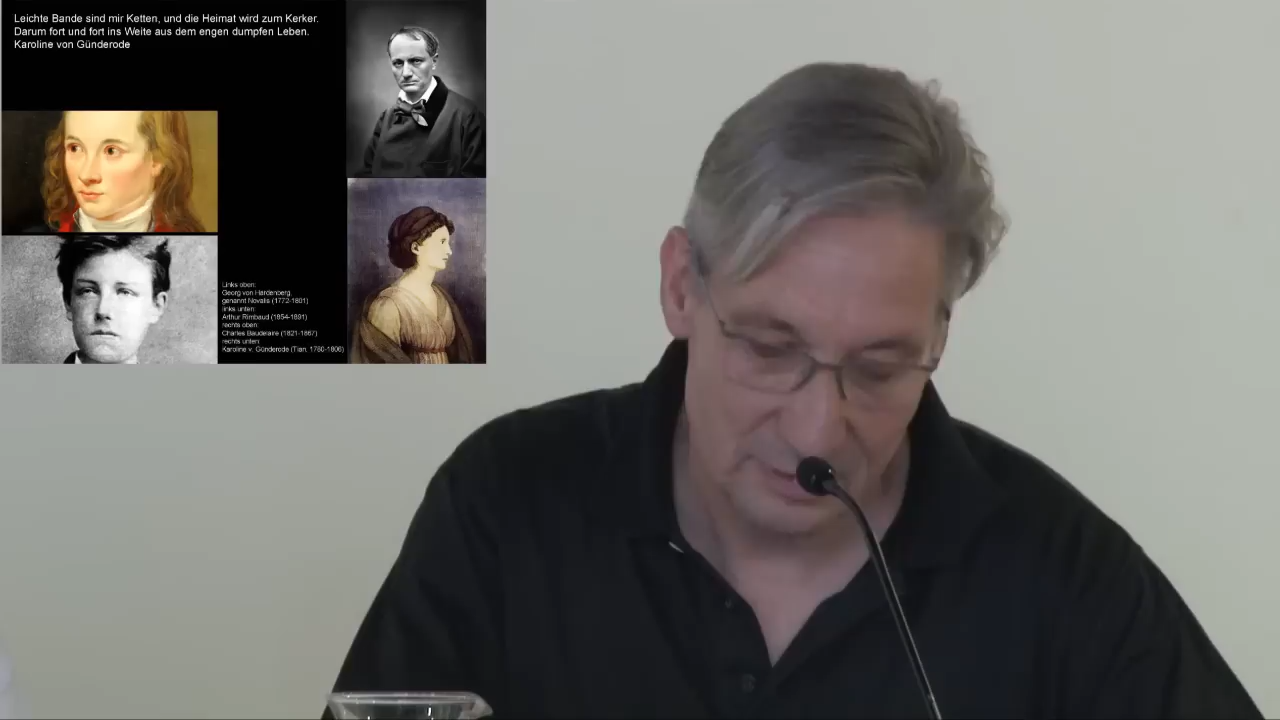 Leichte Bande sind mir Ketten, und die Heimat wird zum Kerker.
Darum fort und fort ins Weite aus dem engen dumpfen Leben.
Karoline von Günderode
Links oben:
Georg von Hardenberg,
genannt Novalis (1772-1801)
links unten:
Arthur Rimbaud (1854-1891)
rechts oben:
Charles Baudelaire (1821-1867)
rechts unten:
Karoline v. Günderode (Tian, 1780-1806)